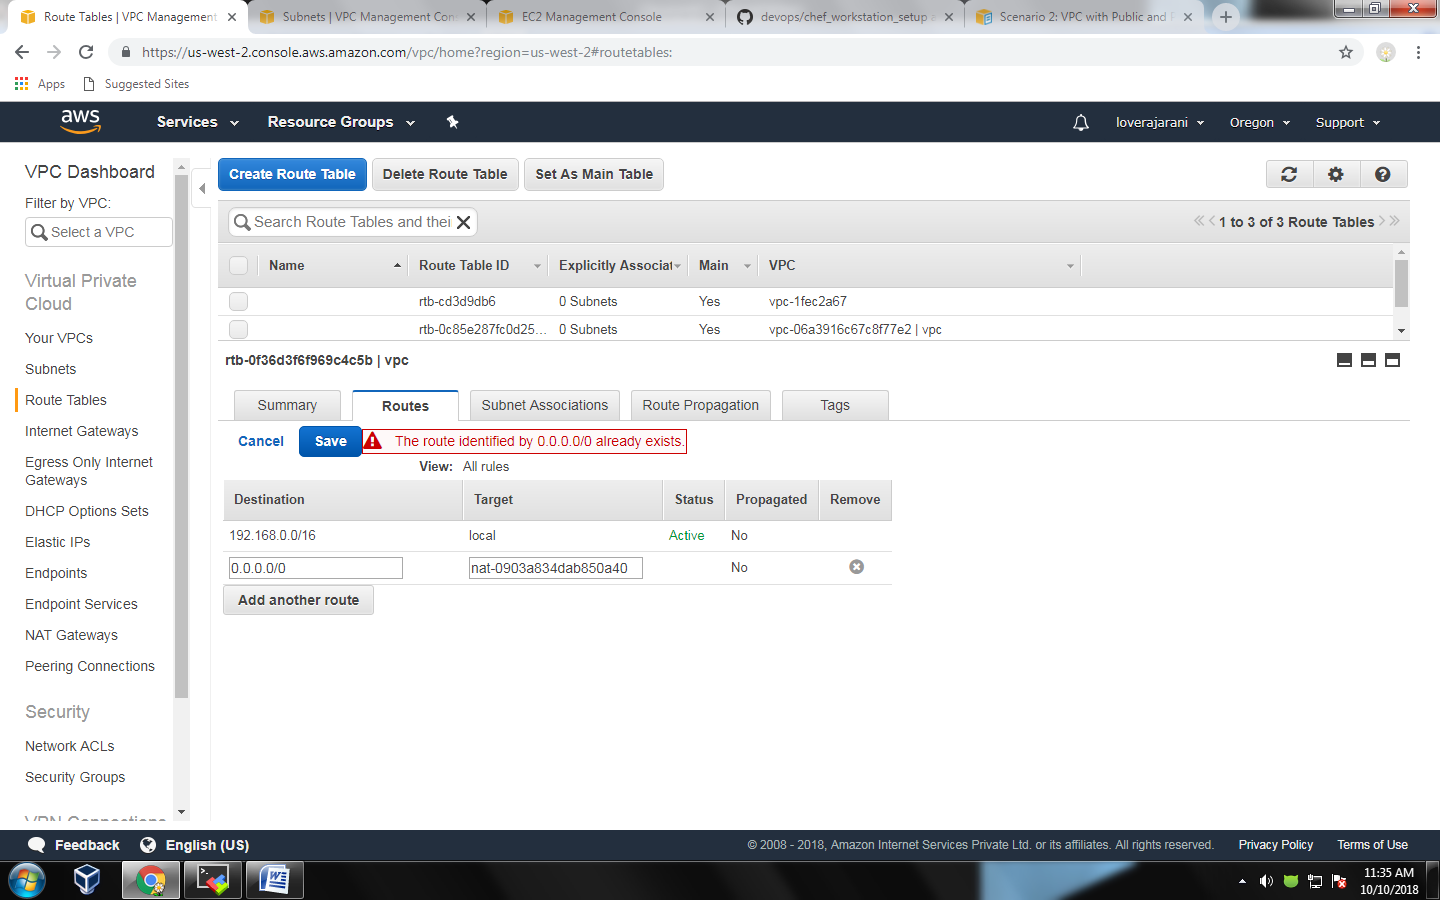 Route Tables | VPC Management
Subnets | VPC Management Con
EC2 Management Console
devops/chef_workstation_setup
Scenario 2: VPC with Public and
https://us-west-2.console.aws.amazon.com/vpc/home?region=us-west-2#routetables:
Apps
Suggested Sites
aws
Services
Resource Groups
loverajarani
Oregon
Support
VPC Dashboard
Filter by VPC:
Select a VPC
Virtual Private
Cloud
Your VPCs
Subnets
Route Tables
Internet Gateways
Egress Only Internet
Gateways
DHCP Options Sets
Elastic IPs
Endpoints
Endpoint Services
NAT Gateways
Peering Connections
Security
Network ACLs
Security Groups
VPN Connections
Create Route Table
Delete Route Table
Set As Main Table
Search Route Tables and thei
1 to 3 of 3 Route Tables
Name
Route Table ID
Explicitly Associat
Main
VPC
rtb-cd3d9db6
0 Subnets
Yes
vpc-1fec2a67
rtb-0c85e287fc0d25...
0 Subnets
Yes
vpc-06a3916c67c8f77e2 | vpc
rtb-0f36d3f6f969c4c5b | vpc
Summary
Routes
Subnet Associations
Route Propagation
Tags
Cancel
Save
The route identified by 0.0.0.0/0 already exists.
View: All rules
Destination
Target
Status
Propagated
Remove
192.168.0.0/16
local
Active
No
0.0.0.0/0
nat-0903a834dab850a40
No
Add another route
Feedback
English (US)
© 2008 - 2018, Amazon Internet Services Private Ltd. or its affiliates. All rights reserved.
Privacy Policy
Terms of Use
11:35 AM
10/10/2018